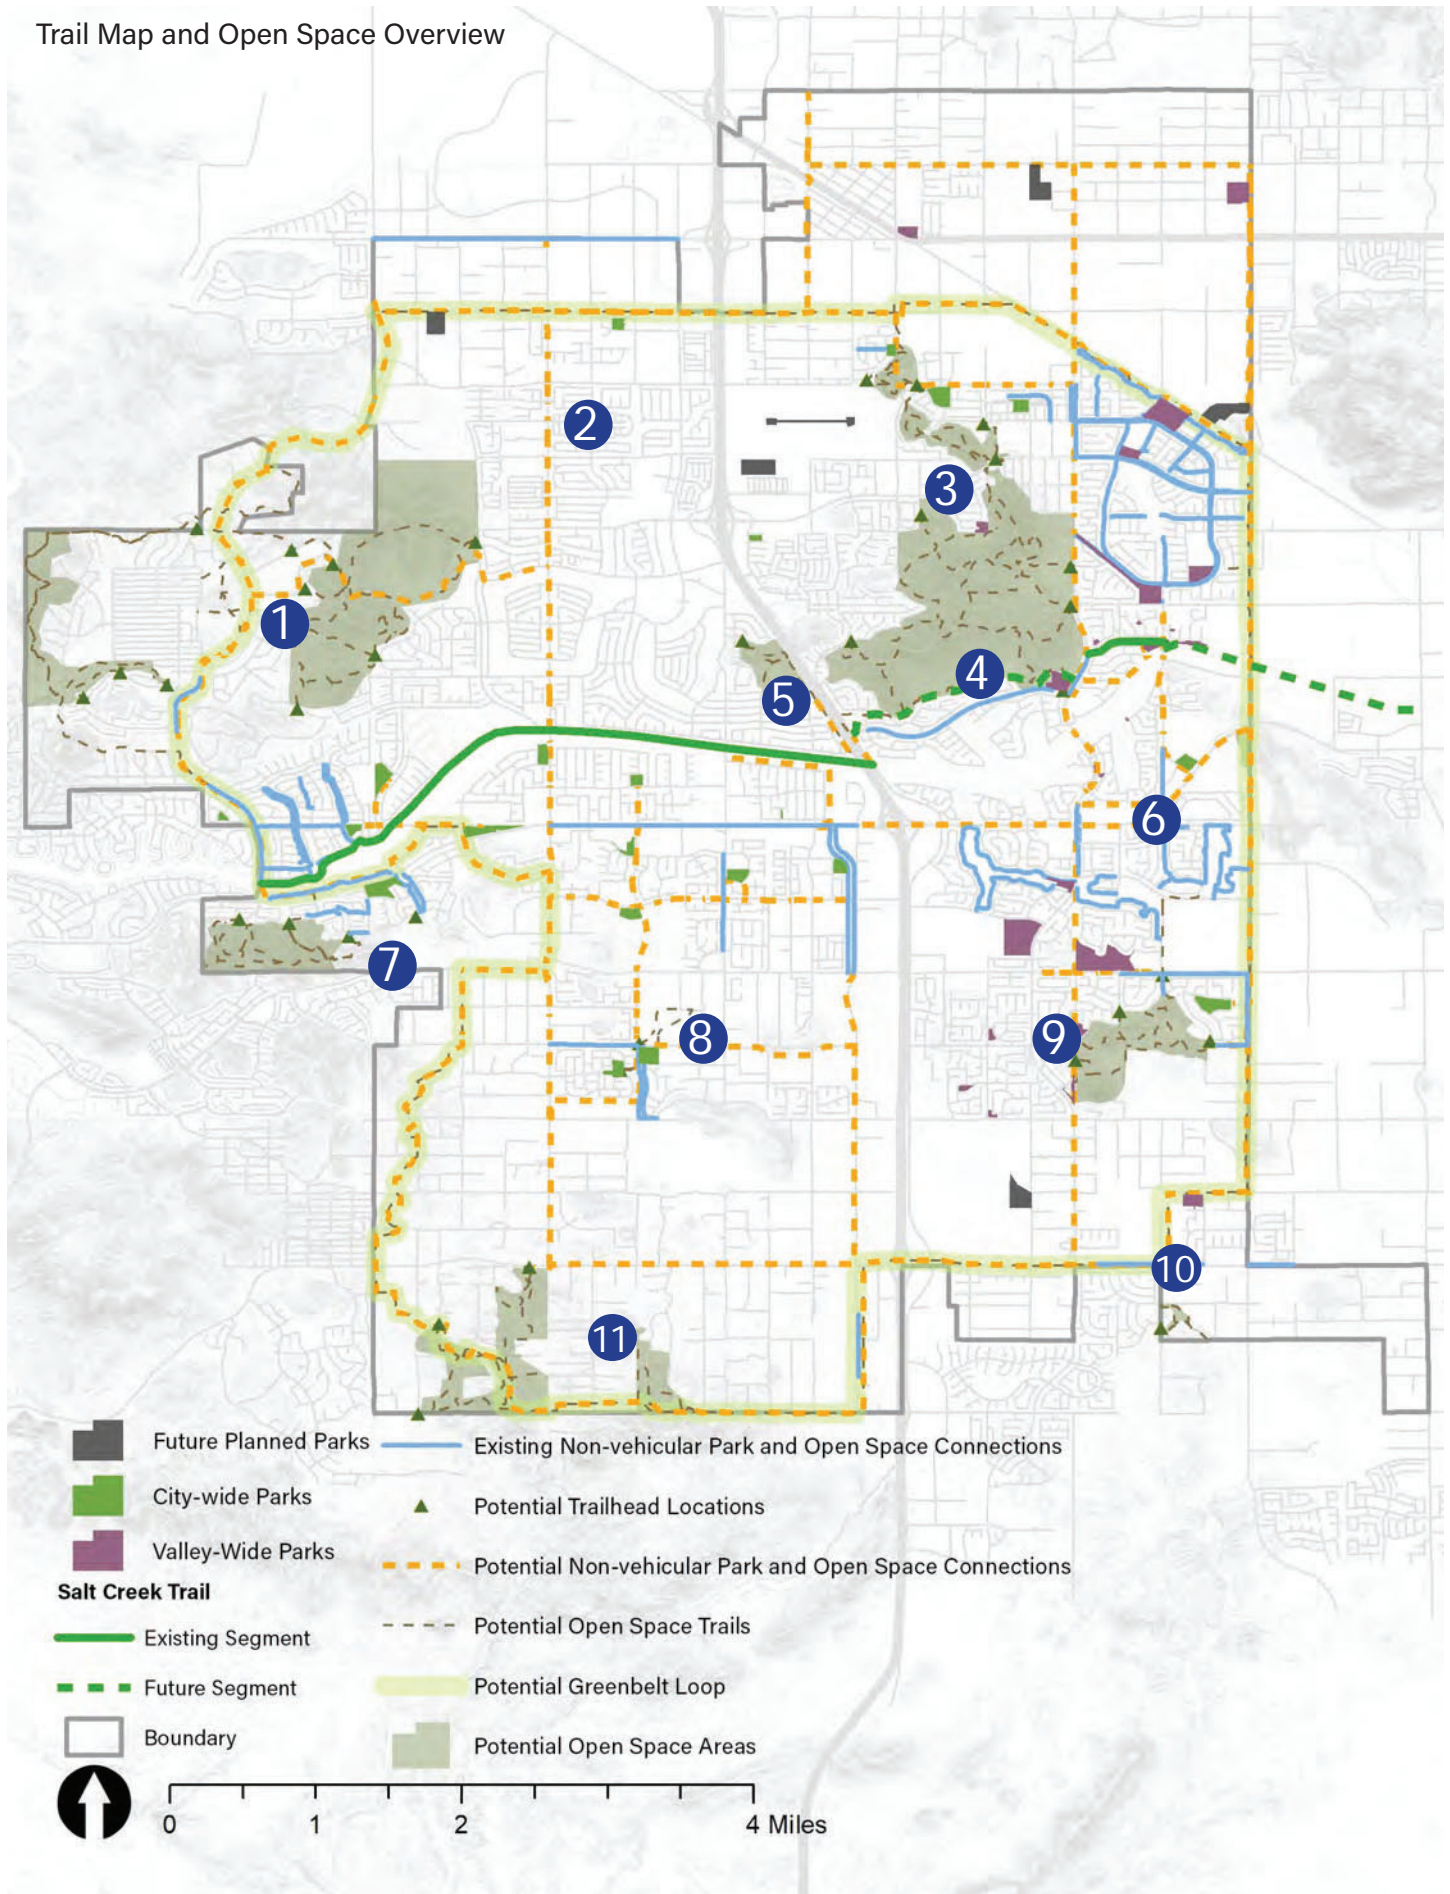 Trail Map and Open Space Overview
2
3
1
4
5
6
7
8
9
10
11
Future Planned Parks
City-wide Parks
Valley-Wide Parks
Salt Creek Trail
Existing Segment
Future Segment
Boundary
Existing Non-vehicular Park and Open Space Connections
Potential Trailhead Locations
Potential Non-vehicular Park and Open Space Connections
Potential Open Space Trails
Potential Greenbelt Loop
Potential Open Space Areas
0 1 2 4 Miles